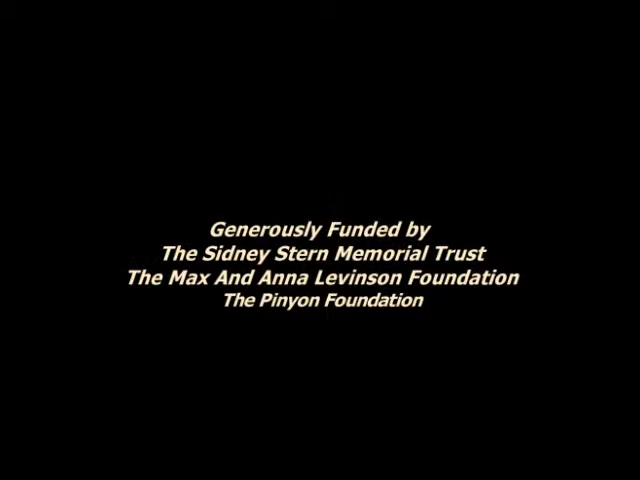 Generously Funded by
The Sidney Stern Memorial Trust
The Max And Anna Levinson Foundation
The Pinyon Foundation